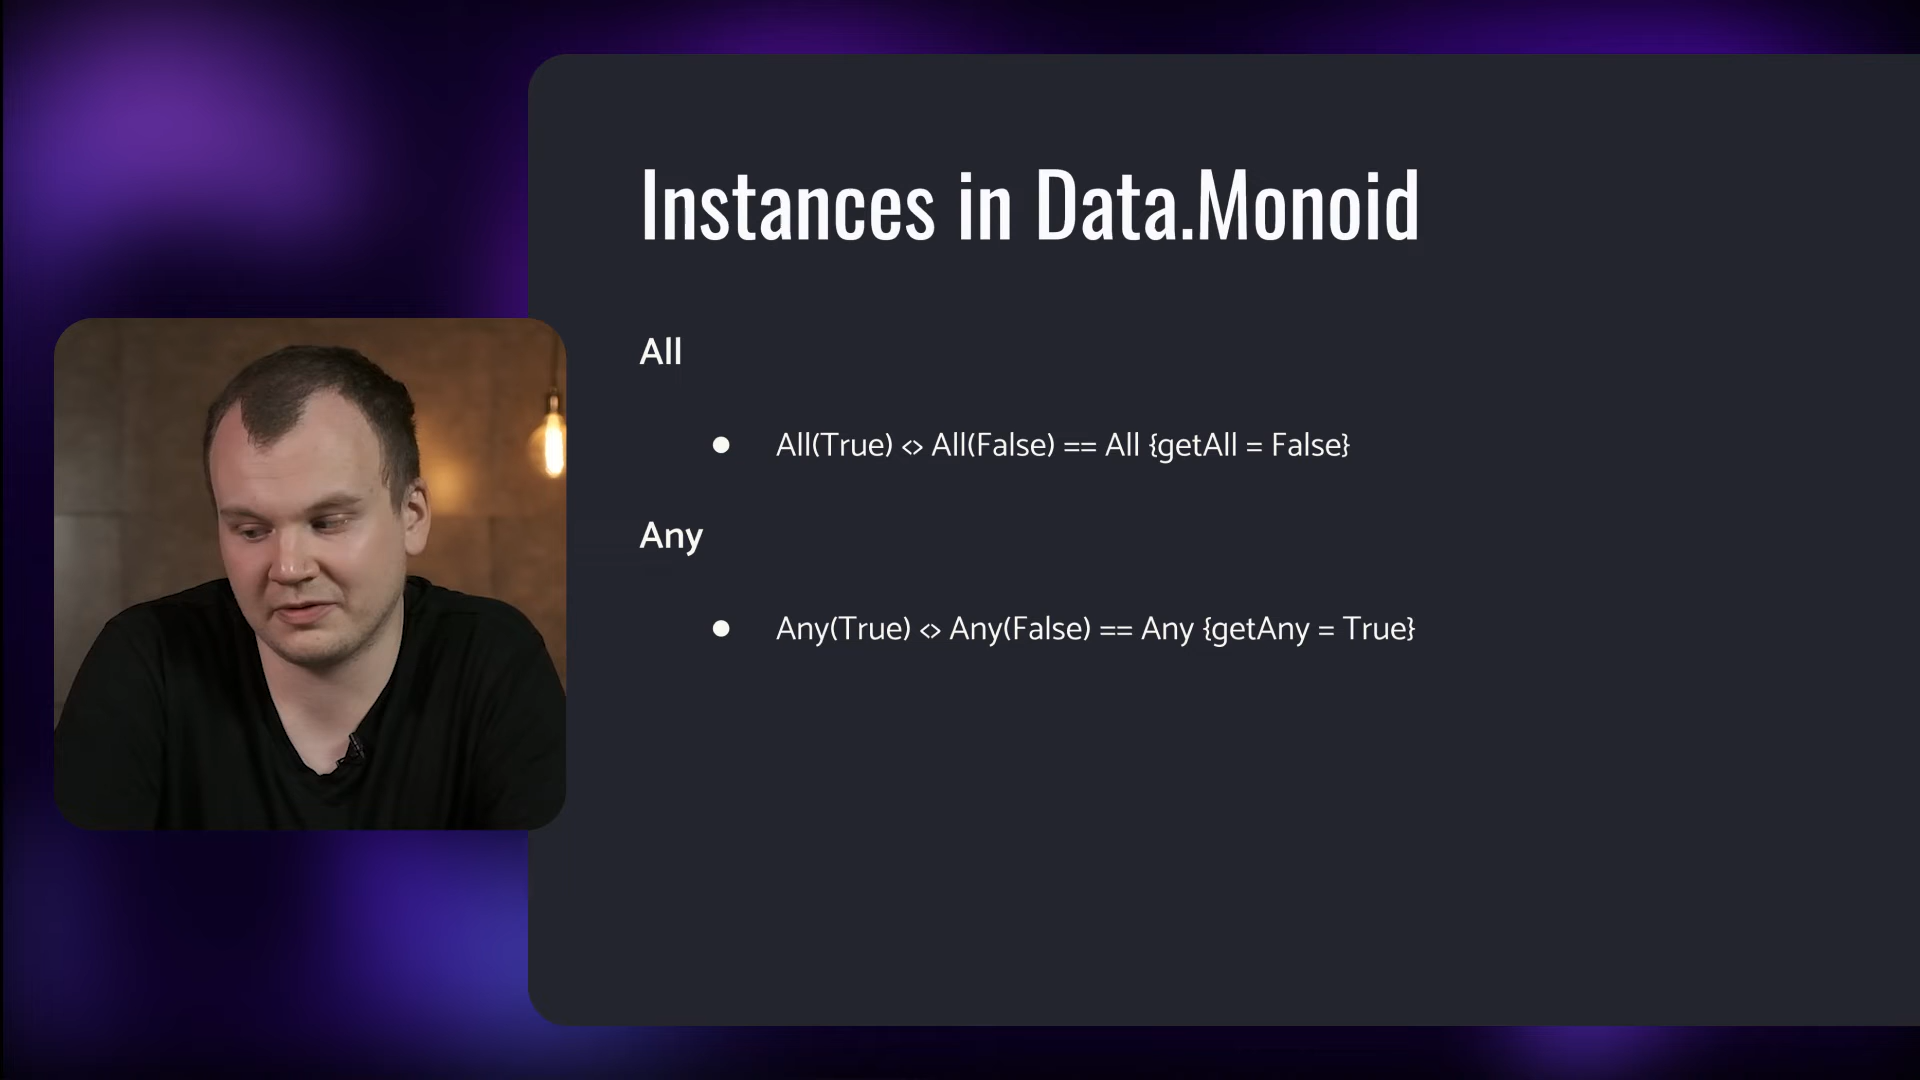 Instances in Data.Monoid
All
● All(True) <> All(False) == All {getAll = False}
Any
● Any(True) <> Any(False) == Any {getAny = True}